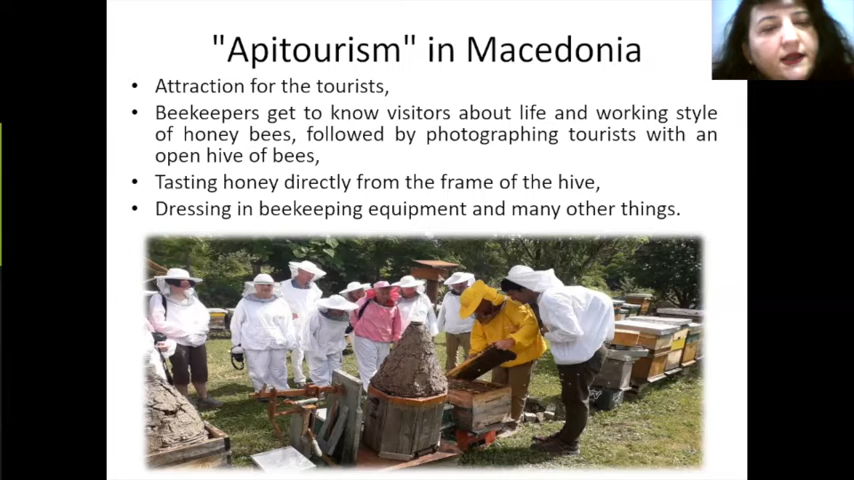 "Apitourism" in Macedonia
• Attraction for the tourists,
• Beekeepers get to know visitors about life and working style
of honey bees, followed by photographing tourists with an
open hive of bees,
• Tasting honey directly from the frame of the hive,
• Dressing in beekeeping equipment and many other things.